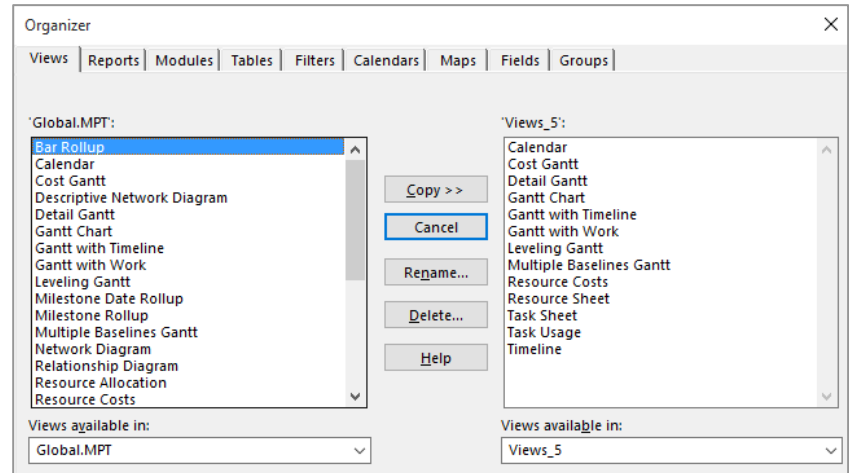 Organizer
Views Reports Modules Tables Filters Calendars Maps Fields Groups
'Global.MPT':
Bar Rollup
Calendar
Cost Gantt
Descriptive Network Diagram
Detail Gantt
Gantt Chart
Gantt with Timeline
Gantt with Work
Leveling Gantt
Milestone Date Rollup
Milestone Rollup
Multiple Baselines Gantt
Network Diagram
Relationship Diagram
Resource Allocation
Resource Costs
Views available in:
Global.MPT
Copy >>
Cancel
Rename...
Delete...
Help
'Views_5':
Calendar
Cost Gantt
Detail Gantt
Gantt Chart
Gantt with Timeline
Gantt with Work
Leveling Gantt
Multiple Baselines Gantt
Resource Costs
Resource Sheet
Task Sheet
Task Usage
Timeline
Views available in:
Views_5